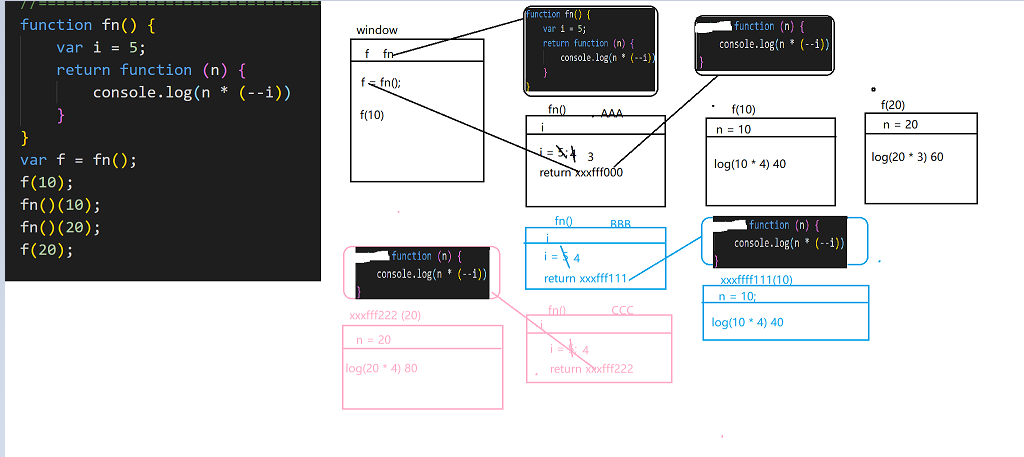 //==============================
function fn() {
var i = 5;
return function (n) {
console.log(n * (--i))
}
}
var f = fn();
f(10);
fn()(10);
fn()(20);
f(20);
window
f fn
f = fn();
f(10)
function fn() {
var i = 5;
return function (n) {
console.log(n * (--i))
}
}
function (n) {
console.log(n * (--i))
}
fn() AAA
i
i = 5; 4 3
return xxxfff000
f(10)
n = 10
log(10 * 4) 40
f(20)
n = 20
log(20 * 3) 60
fn() BBB
i
i = 5 4
return xxxfff111
function (n) {
console.log(n * (--i))
}
xxxffff111(10)
n = 10;
log(10 * 4) 40
function (n) {
console.log(n * (--i))
}
xxxfff222 (20)
n = 20
log(20 * 4) 80
fn() CCC
i
i = 5; 4
return xxxfff222